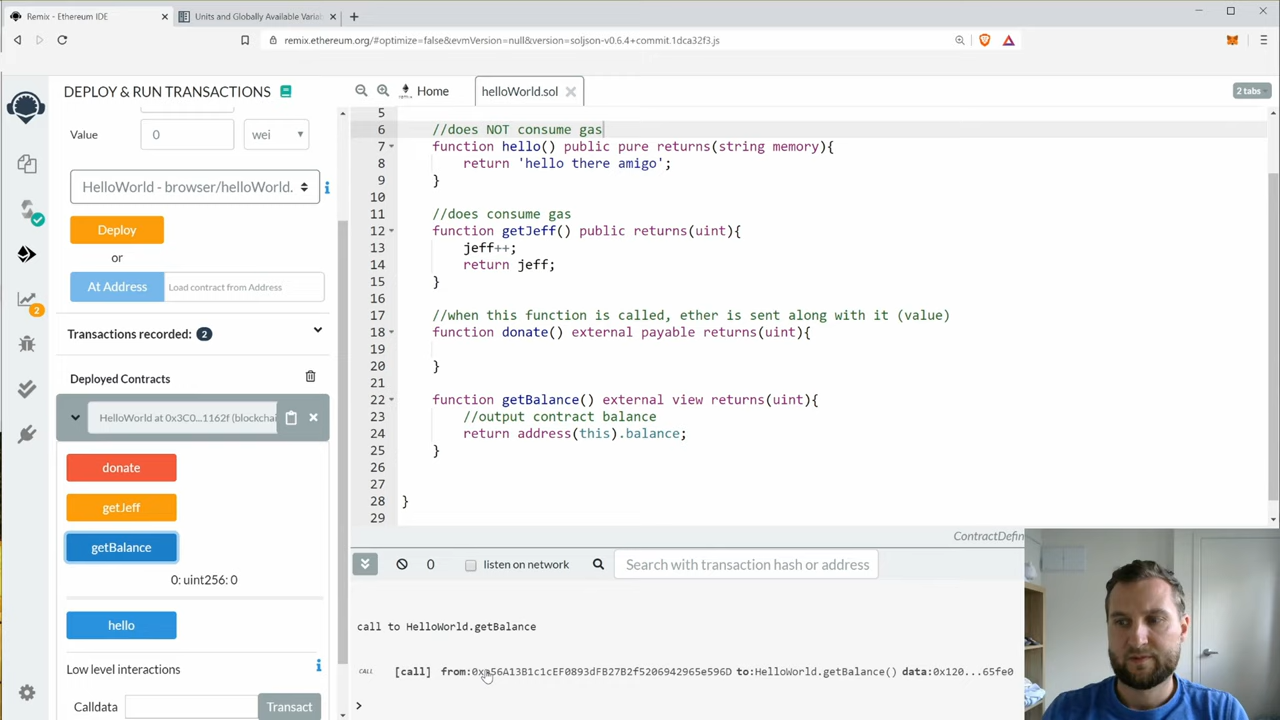 Remix - Ethereum IDE
Units and Globally Available Varia
remix.ethereum.org/#optimize=false&evmVersion=null&version=soljson-v0.6.4+commit.1dca32f3.js
DEPLOY & RUN TRANSACTIONS
Home
helloWorld.sol
2 tabs
Value
0
wei
HelloWorld - browser/helloWorld.
Deploy
or
At Address
Load contract from Address
Transactions recorded:
2
Deployed Contracts
HelloWorld at 0x3C0...1162f (blockchai
donate
getJeff
getBalance
0: uint256: 0
hello
Low level interactions
Calldata
Transact
2
5
6 //does NOT consume gas
7 function hello() public pure returns(string memory){
8 return 'hello there amigo';
9 }
10
11 //does consume gas
12 function getJeff() public returns(uint){
13 jeff++;
14 return jeff;
15 }
16
17 //when this function is called, ether is sent along with it (value)
18 function donate() external payable returns(uint){
19
20 }
21
22 function getBalance() external view returns(uint){
23 //output contract balance
24 return address(this).balance;
25 }
26
27
28 }
29
ContractDefin
0
listen on network
Search with transaction hash or address
call to HelloWorld.getBalance
CALL
[call] from:
to:HelloWorld.getBalance() data:0x120...65fe0
>